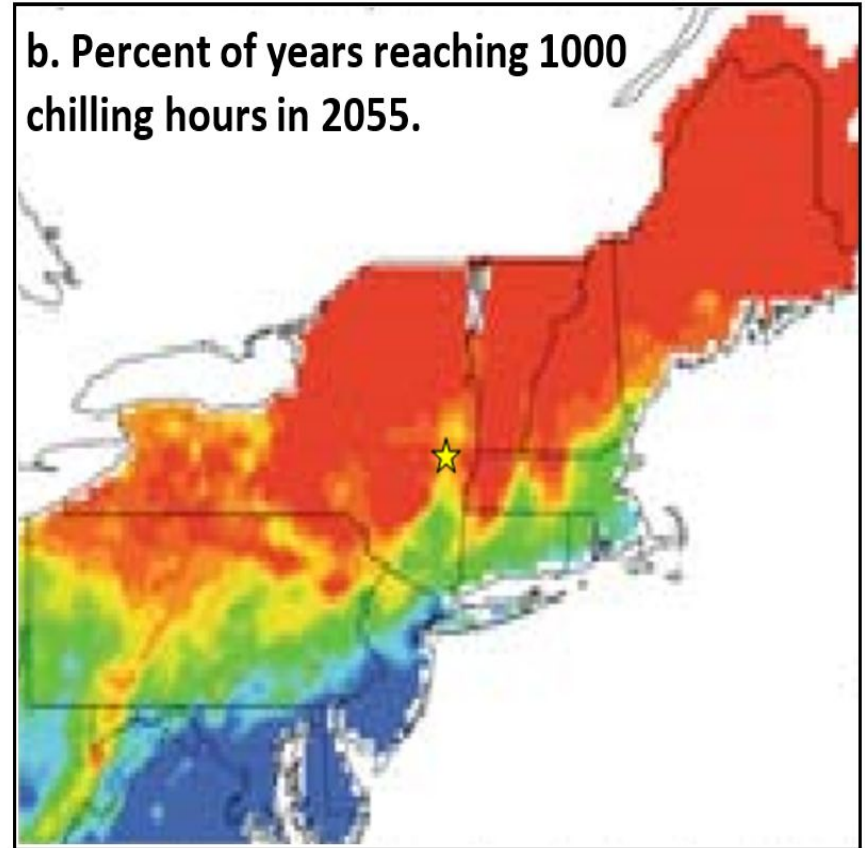 b. Percent of years reaching 1000
chilling hours in 2055.